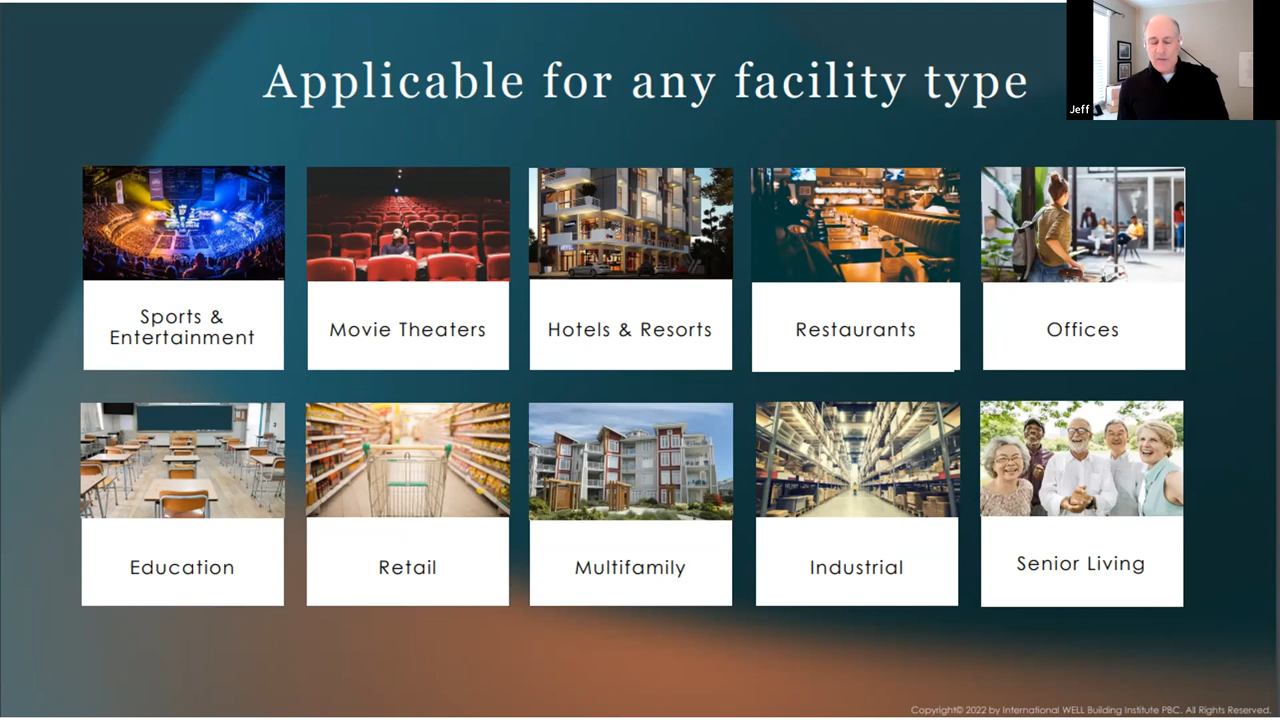 Applicable for any facility type
Jeff
Sports &
Entertainment
Movie Theaters
Hotels & Resorts
Restaurants
Offices
Education
Retail
Multifamily
Industrial
Senior Living
Copyright© 2022 by International WELL Building Institute PBC. All Rights Reserved.